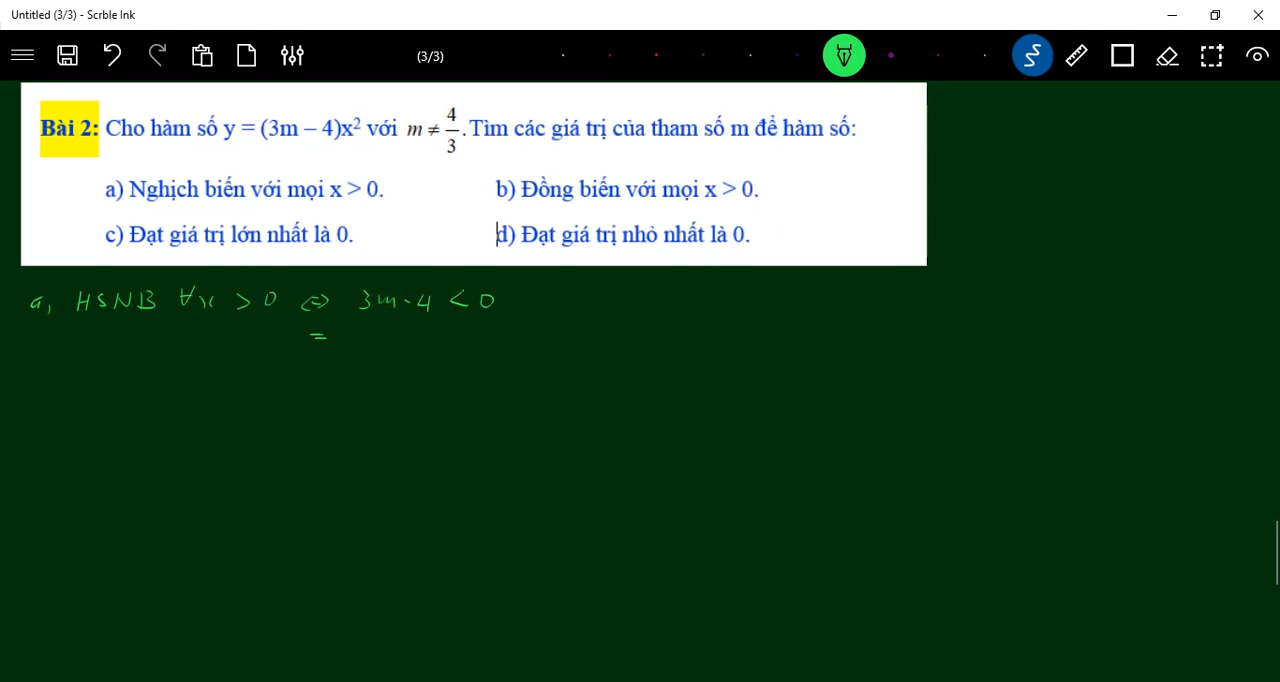 Untitled (3/3) - Scrble Ink
(3/3)
Bài 2: Cho hàm số y = (3m – 4)x² với m ≠ 4/3. Tìm các giá trị của tham số m để hàm số:
a) Nghịch biến với mọi x > 0. b) Đồng biến với mọi x > 0.
c) Đạt giá trị lớn nhất là 0. d) Đạt giá trị nhỏ nhất là 0.
a, HSNB ∀x > 0 ⇔ 3m - 4 < 0
=